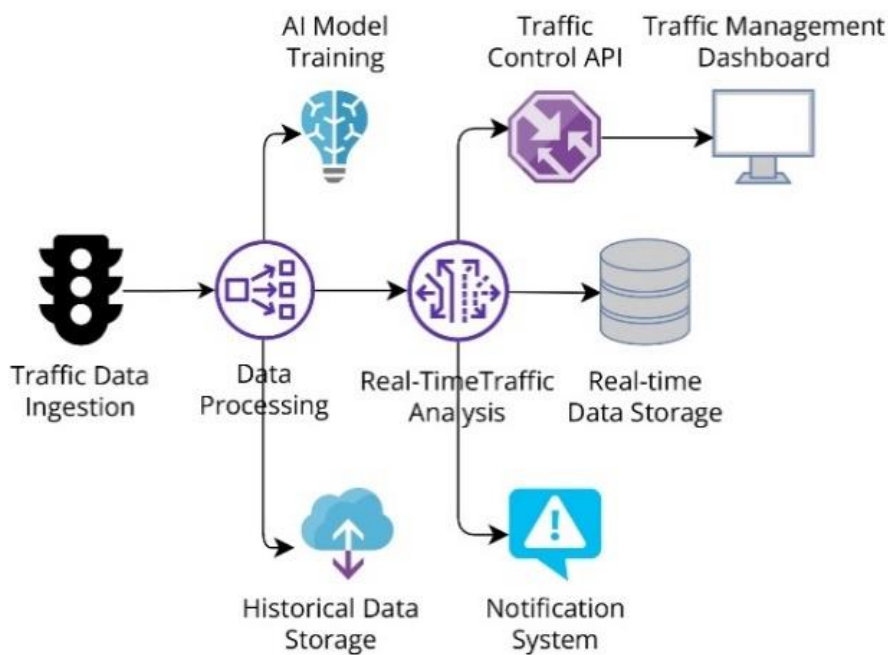 AI Model
Training
Traffic
Control API
Traffic Management
Dashboard
Traffic Data
Ingestion
Data
Processing
Real-TimeTraffic
Analysis
Real-time
Data Storage
Historical Data
Storage
Notification
System